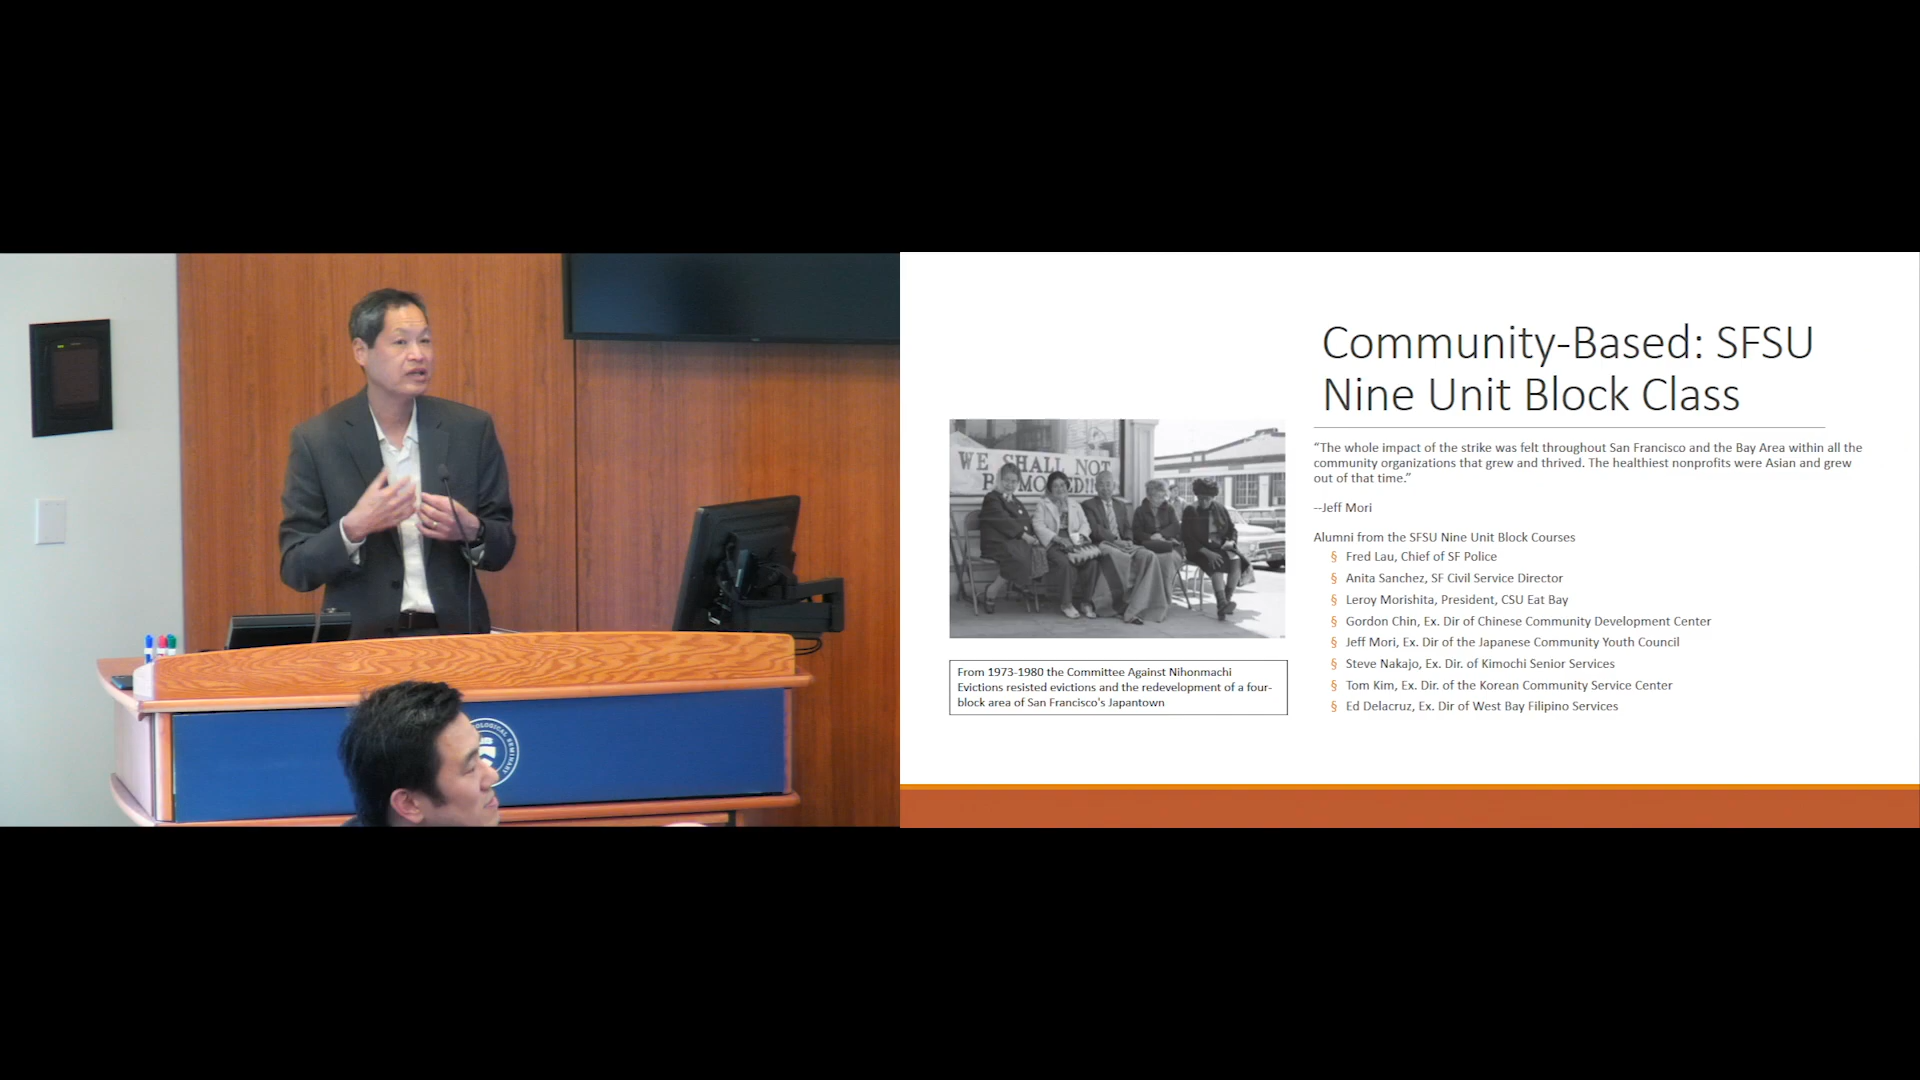 Community-Based: SFSU
Nine Unit Block Class
"The whole impact of the strike was felt throughout San Francisco and the Bay Area within all the
community organizations that grew and thrived. The healthiest nonprofits were Asian and grew
out of that time."
--Jeff Mori
Alumni from the SFSU Nine Unit Block Courses
§ Fred Lau, Chief of SF Police
§ Anita Sanchez, SF Civil Service Director
§ Leroy Morishita, President, CSU Eat Bay
§ Gordon Chin, Ex. Dir of Chinese Community Development Center
§ Jeff Mori, Ex. Dir of the Japanese Community Youth Council
§ Steve Nakajo, Ex. Dir. of Kimochi Senior Services
§ Tom Kim, Ex. Dir. of the Korean Community Service Center
§ Ed Delacruz, Ex. Dir of West Bay Filipino Services
WE SHALL NOT
From 1973-1980 the Committee Against Nihonmachi
Evictions resisted evictions and the redevelopment of a four-
block area of San Francisco's Japantown
SEMINARY